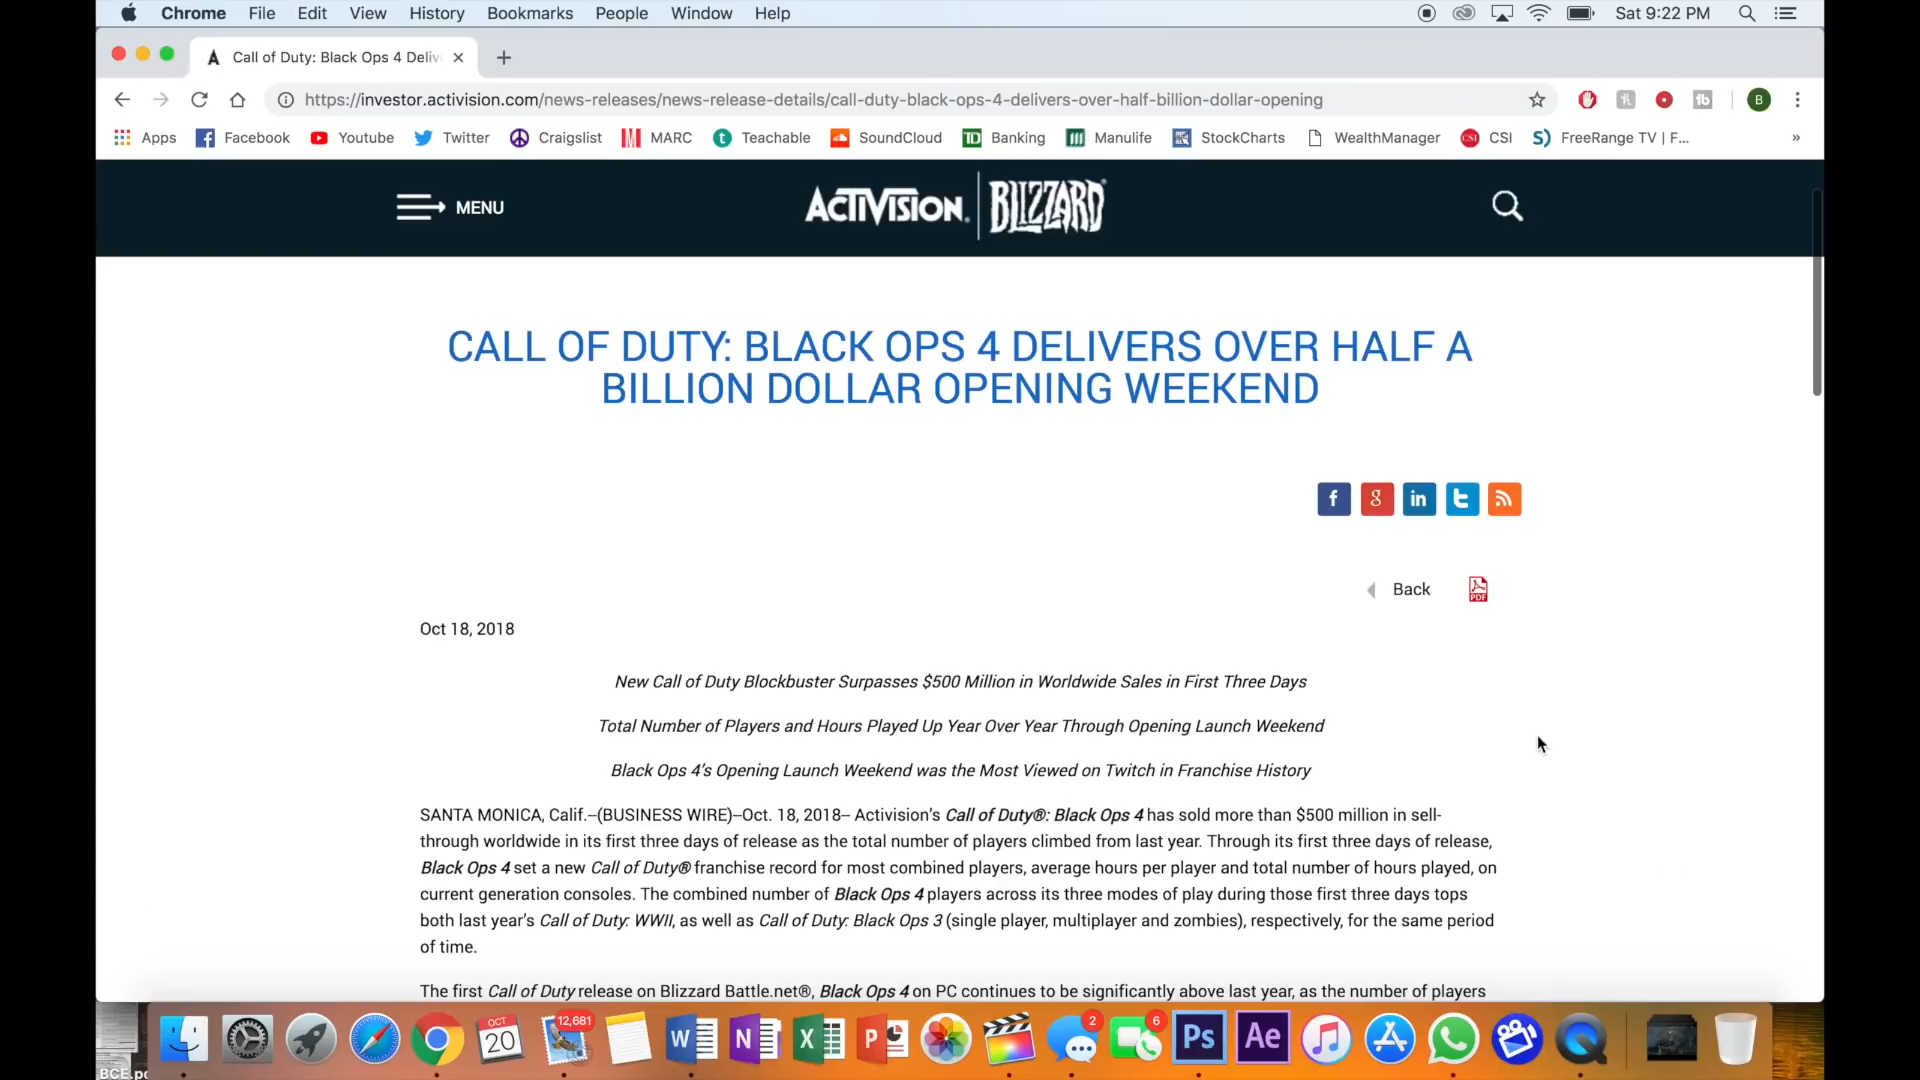 Chrome File Edit View History Bookmarks People Window Help Sat 9:22 PM
Call of Duty: Black Ops 4 Deliv
https://investor.activision.com/news-releases/news-release-details/call-duty-black-ops-4-delivers-over-half-billion-dollar-opening
B
Apps Facebook Youtube Twitter Craigslist MARC Teachable SoundCloud TD Banking Manulife StockCharts WealthManager CSI CSI FreeRange TV | F... »
MENU ACTIVISION BLIZZARD
CALL OF DUTY: BLACK OPS 4 DELIVERS OVER HALF A
BILLION DOLLAR OPENING WEEKEND
Back PDF
Oct 18, 2018
New Call of Duty Blockbuster Surpasses $500 Million in Worldwide Sales in First Three Days
Total Number of Players and Hours Played Up Year Over Year Through Opening Launch Weekend
Black Ops 4’s Opening Launch Weekend was the Most Viewed on Twitch in Franchise History
SANTA MONICA, Calif.--(BUSINESS WIRE)--Oct. 18, 2018-- Activision’s Call of Duty®: Black Ops 4 has sold more than $500 million in sell-
through worldwide in its first three days of release as the total number of players climbed from last year. Through its first three days of release,
Black Ops 4 set a new Call of Duty® franchise record for most combined players, average hours per player and total number of hours played, on
current generation consoles. The combined number of Black Ops 4 players across its three modes of play during those first three days tops
both last year’s Call of Duty: WWII, as well as Call of Duty: Black Ops 3 (single player, multiplayer and zombies), respectively, for the same period
of time.
The first Call of Duty release on Blizzard Battle.net®, Black Ops 4 on PC continues to be significantly above last year, as the number of players
OCT
20
12,681
W N X P
2
6
Ps Ae
BCE.pd